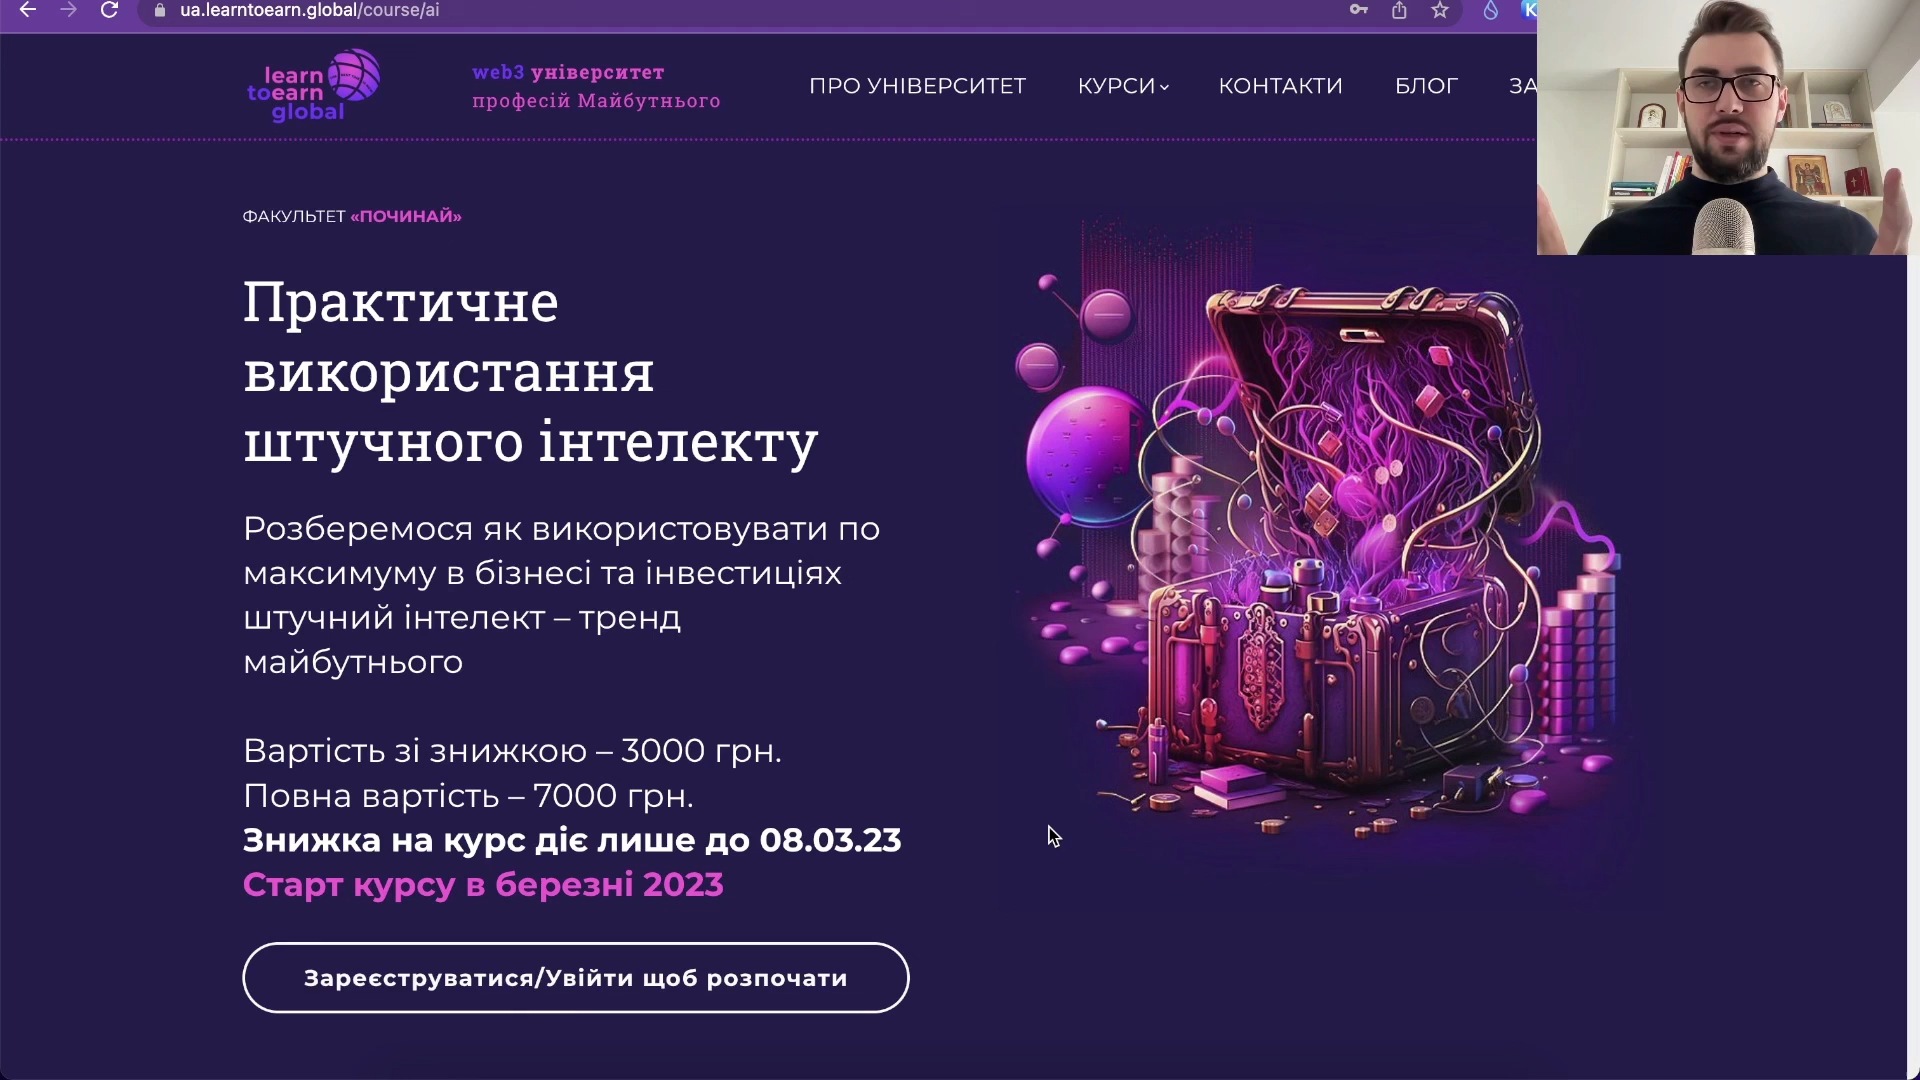 ua.learntoearn.global/course/ai
K
learn
toearn
global
web3 університет
професій Майбутнього
ПРО УНІВЕРСИТЕТ
КУРСИ
КОНТАКТИ
БЛОГ
ЗА
ФАКУЛЬТЕТ «ПОЧИНАЙ»
Практичне
використання
штучного інтелекту
Розберемося як використовувати по
максимуму в бізнесі та інвестиціях
штучний інтелект – тренд
майбутнього
Вартість зі знижкою – 3000 грн.
Повна вартість – 7000 грн.
Знижка на курс діє лише до 08.03.23
Старт курсу в березні 2023
Зареєструватися/Увійти щоб розпочати